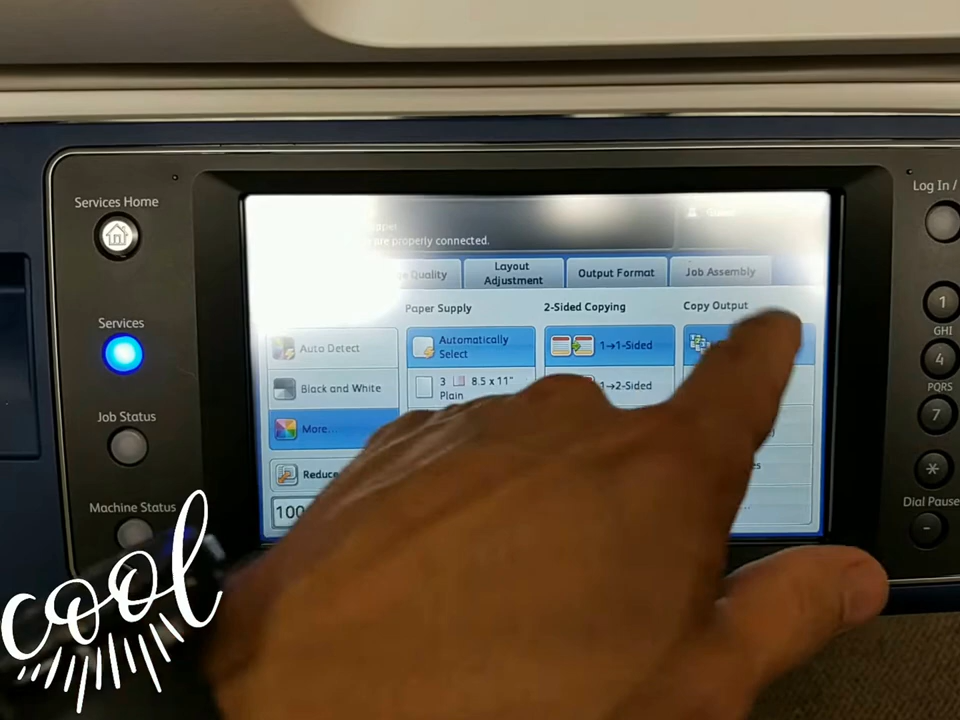 Services Home
Log In /
are properly connected.
Quality
Layout
Adjustment
Output Format
Job Assembly
Paper Supply
2-Sided Copying
Copy Output
Services
Auto Detect
Automatically
Select
1→1-Sided
1
GHI
Black and White
3 8.5 x 11"
Plain
1→2-Sided
4
PQRS
Job Status
More...
7
Reduce
*
Machine Status
100
Dial Pause
-
cool